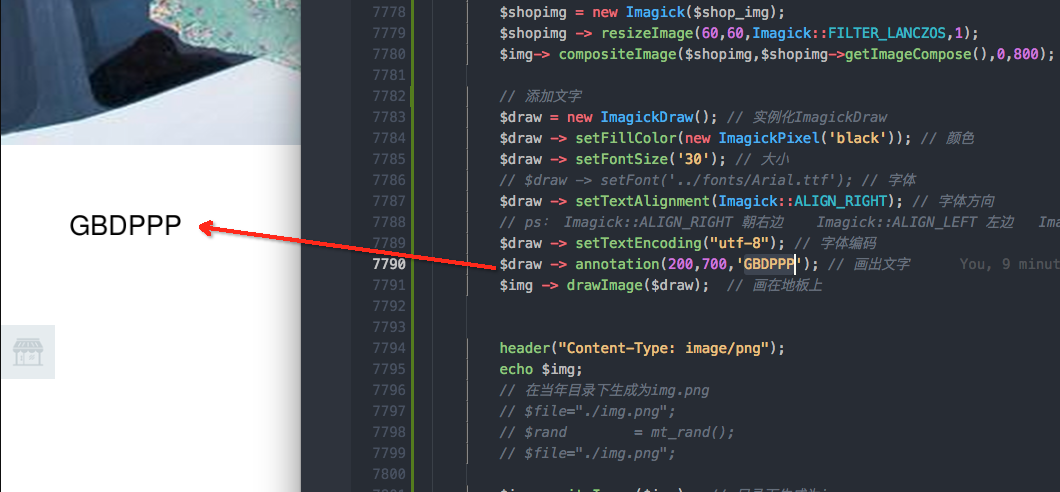 GBDPPP
7778 $shopimg = new Imagick($shop_img);
7779 $shopimg -> resizeImage(60,60,Imagick::FILTER_LANCZOS,1);
7780 $img-> compositeImage($shopimg,$shopimg->getImageCompose(),0,800);
7781
7782 // 添加文字
7783 $draw = new ImagickDraw(); // 实例化ImagickDraw
7784 $draw -> setFillColor(new ImagickPixel('black')); // 颜色
7785 $draw -> setFontSize('30'); // 大小
7786 // $draw -> setFont('../fonts/Arial.ttf'); // 字体
7787 $draw -> setTextAlignment(Imagick::ALIGN_RIGHT); // 字体方向
7788 // ps： Imagick::ALIGN_RIGHT 朝右边 Imagick::ALIGN_LEFT 左边 Ima
7789 $draw -> setTextEncoding("utf-8"); // 字体编码
7790 $draw -> annotation(200,700,'GBDPPP'); // 画出文字 You, 9 minut
7791 $img -> drawImage($draw); // 画在地板上
7792
7793
7794 header("Content-Type: image/png");
7795 echo $img;
7796 // 在当年目录下生成为img.png
7797 // $file="./img.png";
7798 // $rand = mt_rand();
7799 // $file="./img.png";
7800